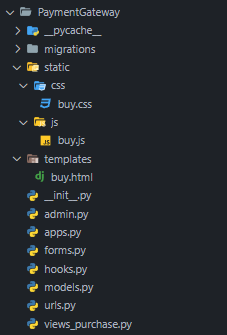 PaymentGateway
__pycache__
migrations
static
css
buy.css
js
buy.js
templates
buy.html
__init__.py
admin.py
apps.py
forms.py
hooks.py
models.py
urls.py
views_purchase.py